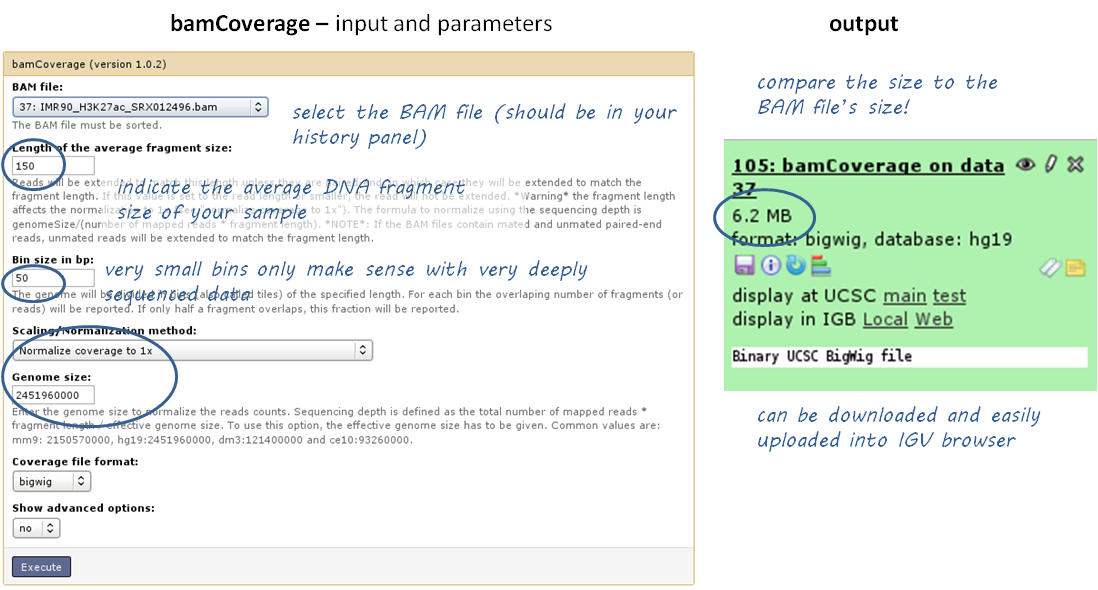 bamCoverage – input and parameters
output
bamCoverage (version 1.0.2)
BAM file:
37: IMR90_H3K27ac_SRX012496.bam
The BAM file must be sorted.
select the BAM file (should be in your
history panel)
Length of the average fragment size:
150
Reads will be extended to match this length unless they are paired-end, in which case they will be extended to match the
fragment length. If this value is set to the read length or smaller, the read will not be extended. *Warning* the fragment length
affects the normalization to 1x "). The formula to normalize using the sequencing depth is
genomeSize/(number of mapped reads * fragment length). *NOTE*: If the BAM files contain mated and unmated paired-end
reads, unmated reads will be extended to match the fragment length.
indicate the average DNA fragment
size of your sample
Bin size in bp:
50
very small bins only make sense with very deeply
sequenced data
The genome will be tiles) of the specified length. For each bin the overlaping number of fragments (or
reads) will be reported. If only half a fragment overlaps, this fraction will be reported.
Scaling/Normalization method:
Normalize coverage to 1x
Genome size:
2451960000
Enter the genome size to normalize the reads counts. Sequencing depth is defined as the total number of mapped reads *
fragment length / effective genome size. To use this option, the effective genome size has to be given. Common values are:
mm9: 2150570000, hg19:2451960000, dm3:121400000 and ce10:93260000.
Coverage file format:
bigwig
Show advanced options:
no
Execute
compare the size to the
BAM file's size!
105: bamCoverage on data
37
6.2 MB
format: bigwig, database: hg19
display at UCSC main test
display in IGB Local Web
Binary UCSC BigWig file
can be downloaded and easily
uploaded into IGV browser